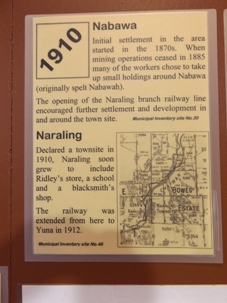 1910
Nabawa
Initial settlement in the area
started in the 1870s. When
mining operations ceased in 1885
many of the workers chose to take
up small holdings around Nabawa
(originally spelt Nabawah).
The opening of the Naraling branch railway line
encouraged further settlement and development in
and around the town site. Municipal Inventory site No.20
Naraling
Declared a townsite in
1910, Naraling soon
grew to include
Ridley's store, a school
and a blacksmith's
shop.
The railway was
extended from here to
Yuna in 1912.
Municipal Inventory site No.46
BOWES
ESTATE